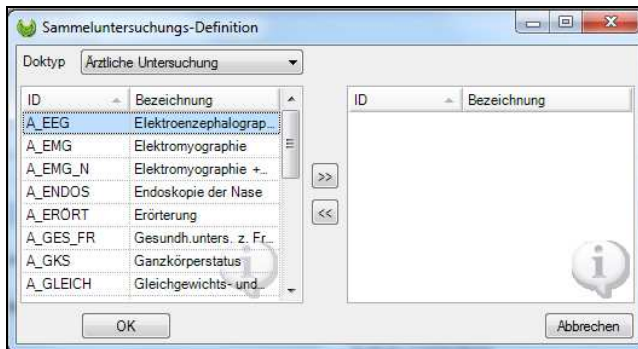 Sammeluntersuchungs-Definition
Doktyp Ärztliche Untersuchung
ID Bezeichnung ID Bezeichnung
A_EEG Elektroenzephalograp...
A_EMG Elektromyographie
A_EMG_N Elektromyographie +...
>>
A_ENDOS Endoskopie der Nase
<<
A_ERÖRT Erörterung
A_GES_FR Gesundh.unters. z. Fr...
A_GKS Ganzkörperstatus
A_GLEICH Gleichgewichts- und...
OK Abbrechen